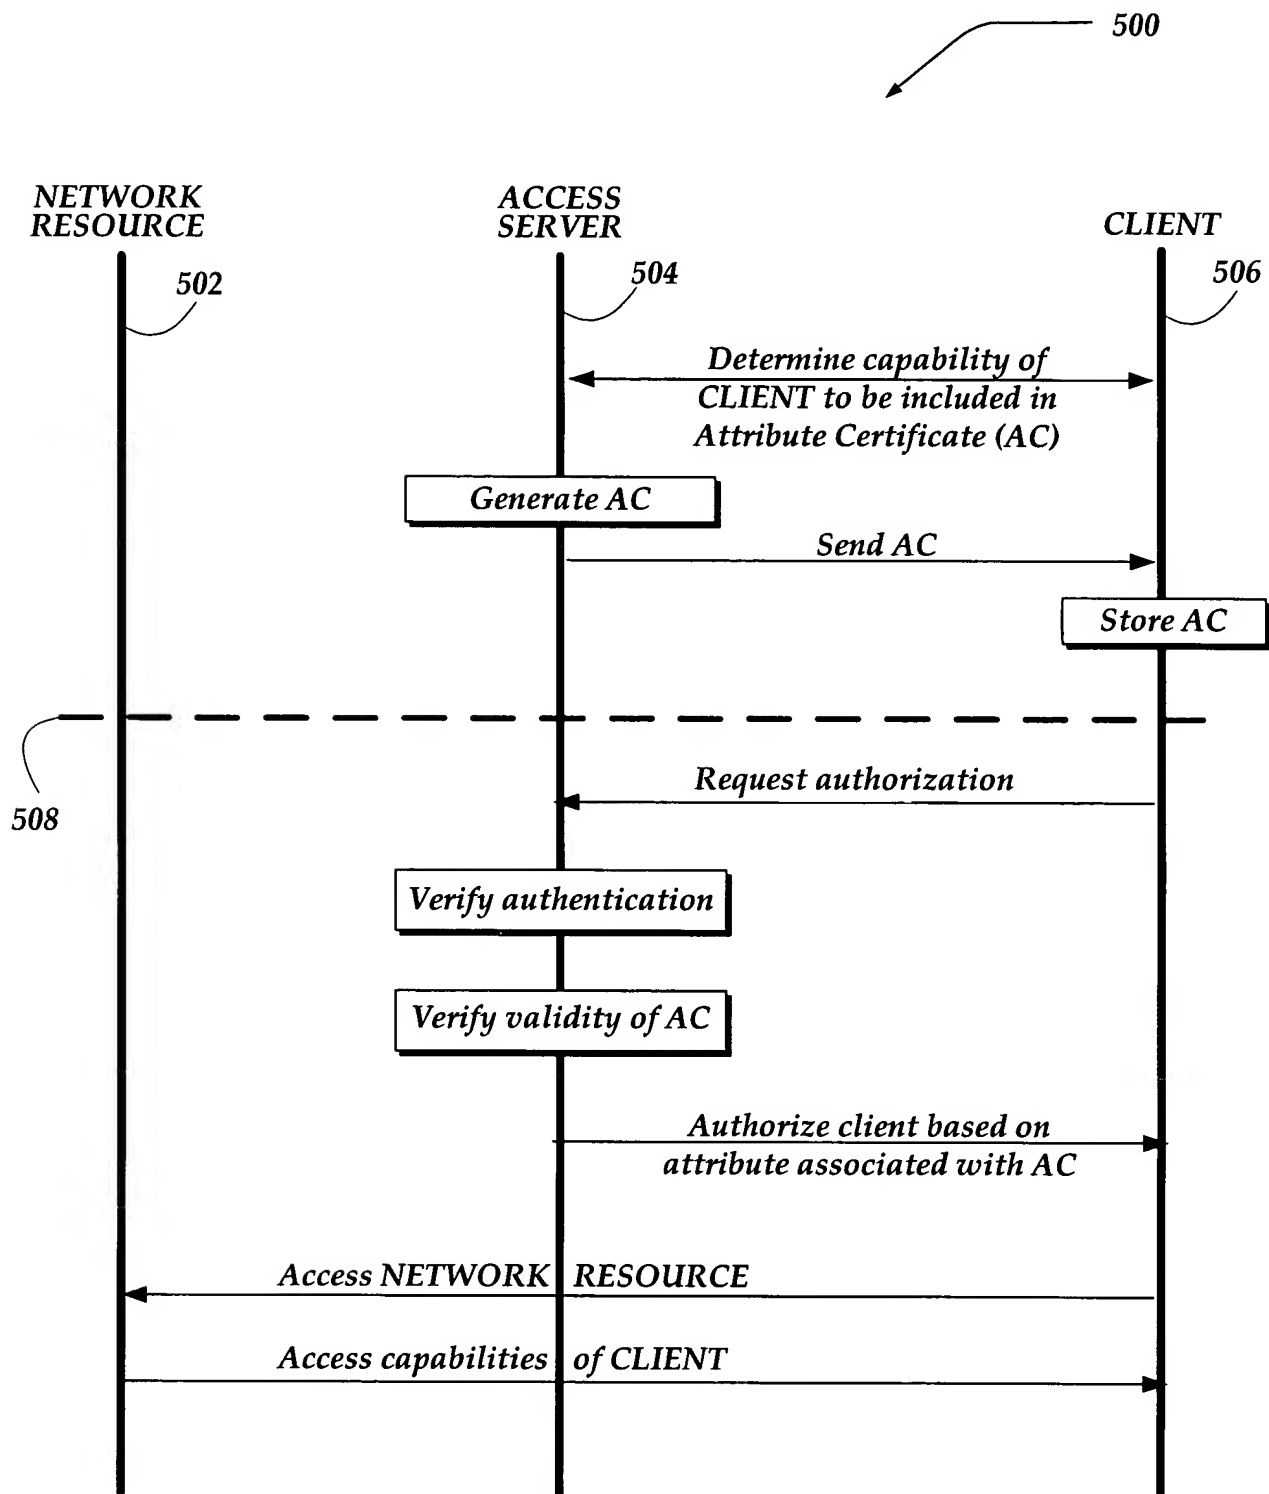 500
NETWORK
RESOURCE
ACCESS
SERVER
CLIENT
502
504
506
Determine capability of
CLIENT to be included in
Attribute Certificate (AC)
Generate AC
Send AC
Store AC
508
Request authorization
Verify authentication
Verify validity of AC
Authorize client based on
attribute associated with AC
Access NETWORK RESOURCE
Access capabilities of CLIENT